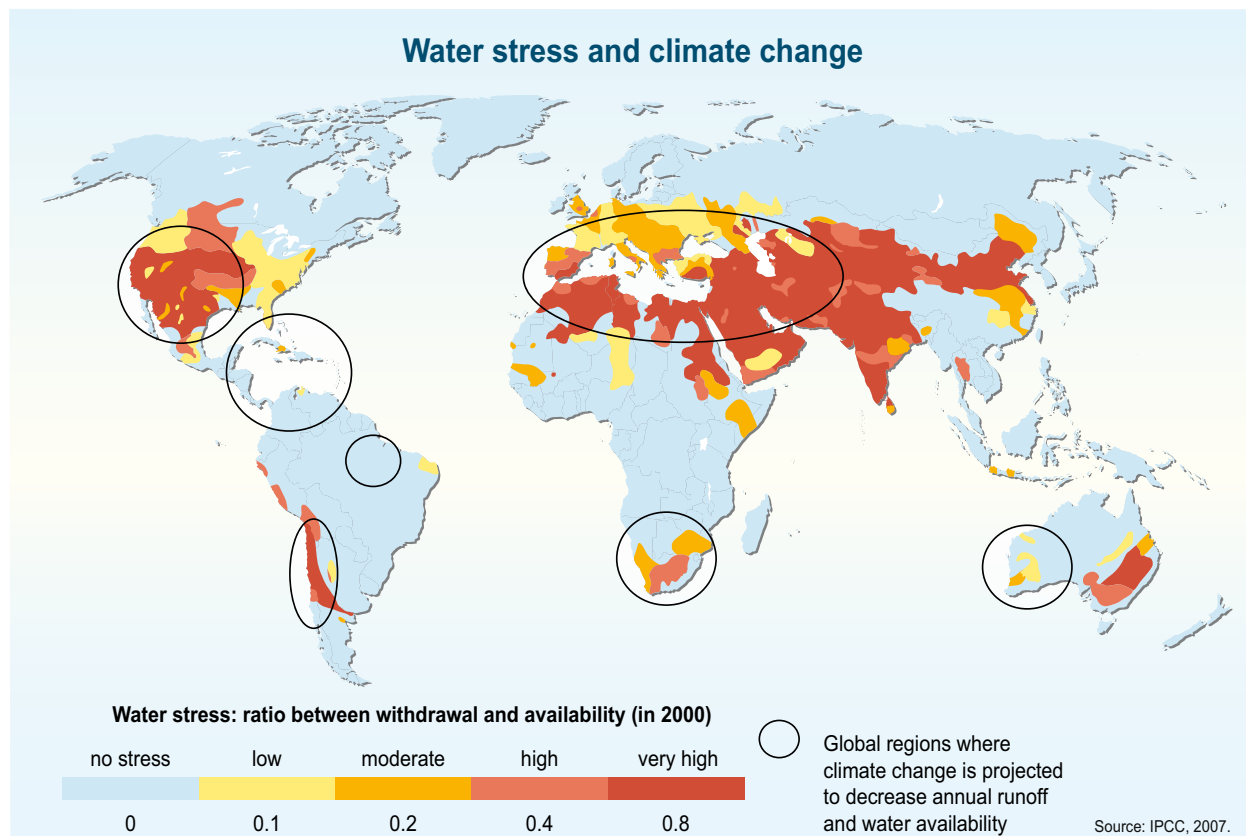 Water stress and climate change
Water stress: ratio between withdrawal and availability (in 2000)
no stress low moderate high very high
0 0.1 0.2 0.4 0.8
Global regions where
climate change is projected
to decrease annual runoff
and water availability
Source: IPCC, 2007.